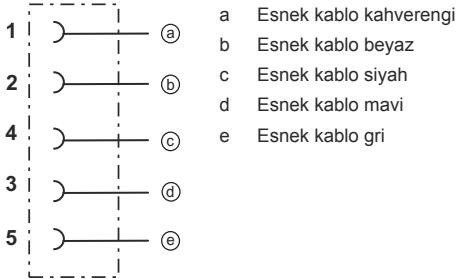 1 a
2 b
4 c
3 d
5 e
a Esnek kablo kahverengi
b Esnek kablo beyaz
c Esnek kablo siyah
d Esnek kablo mavi
e Esnek kablo gri